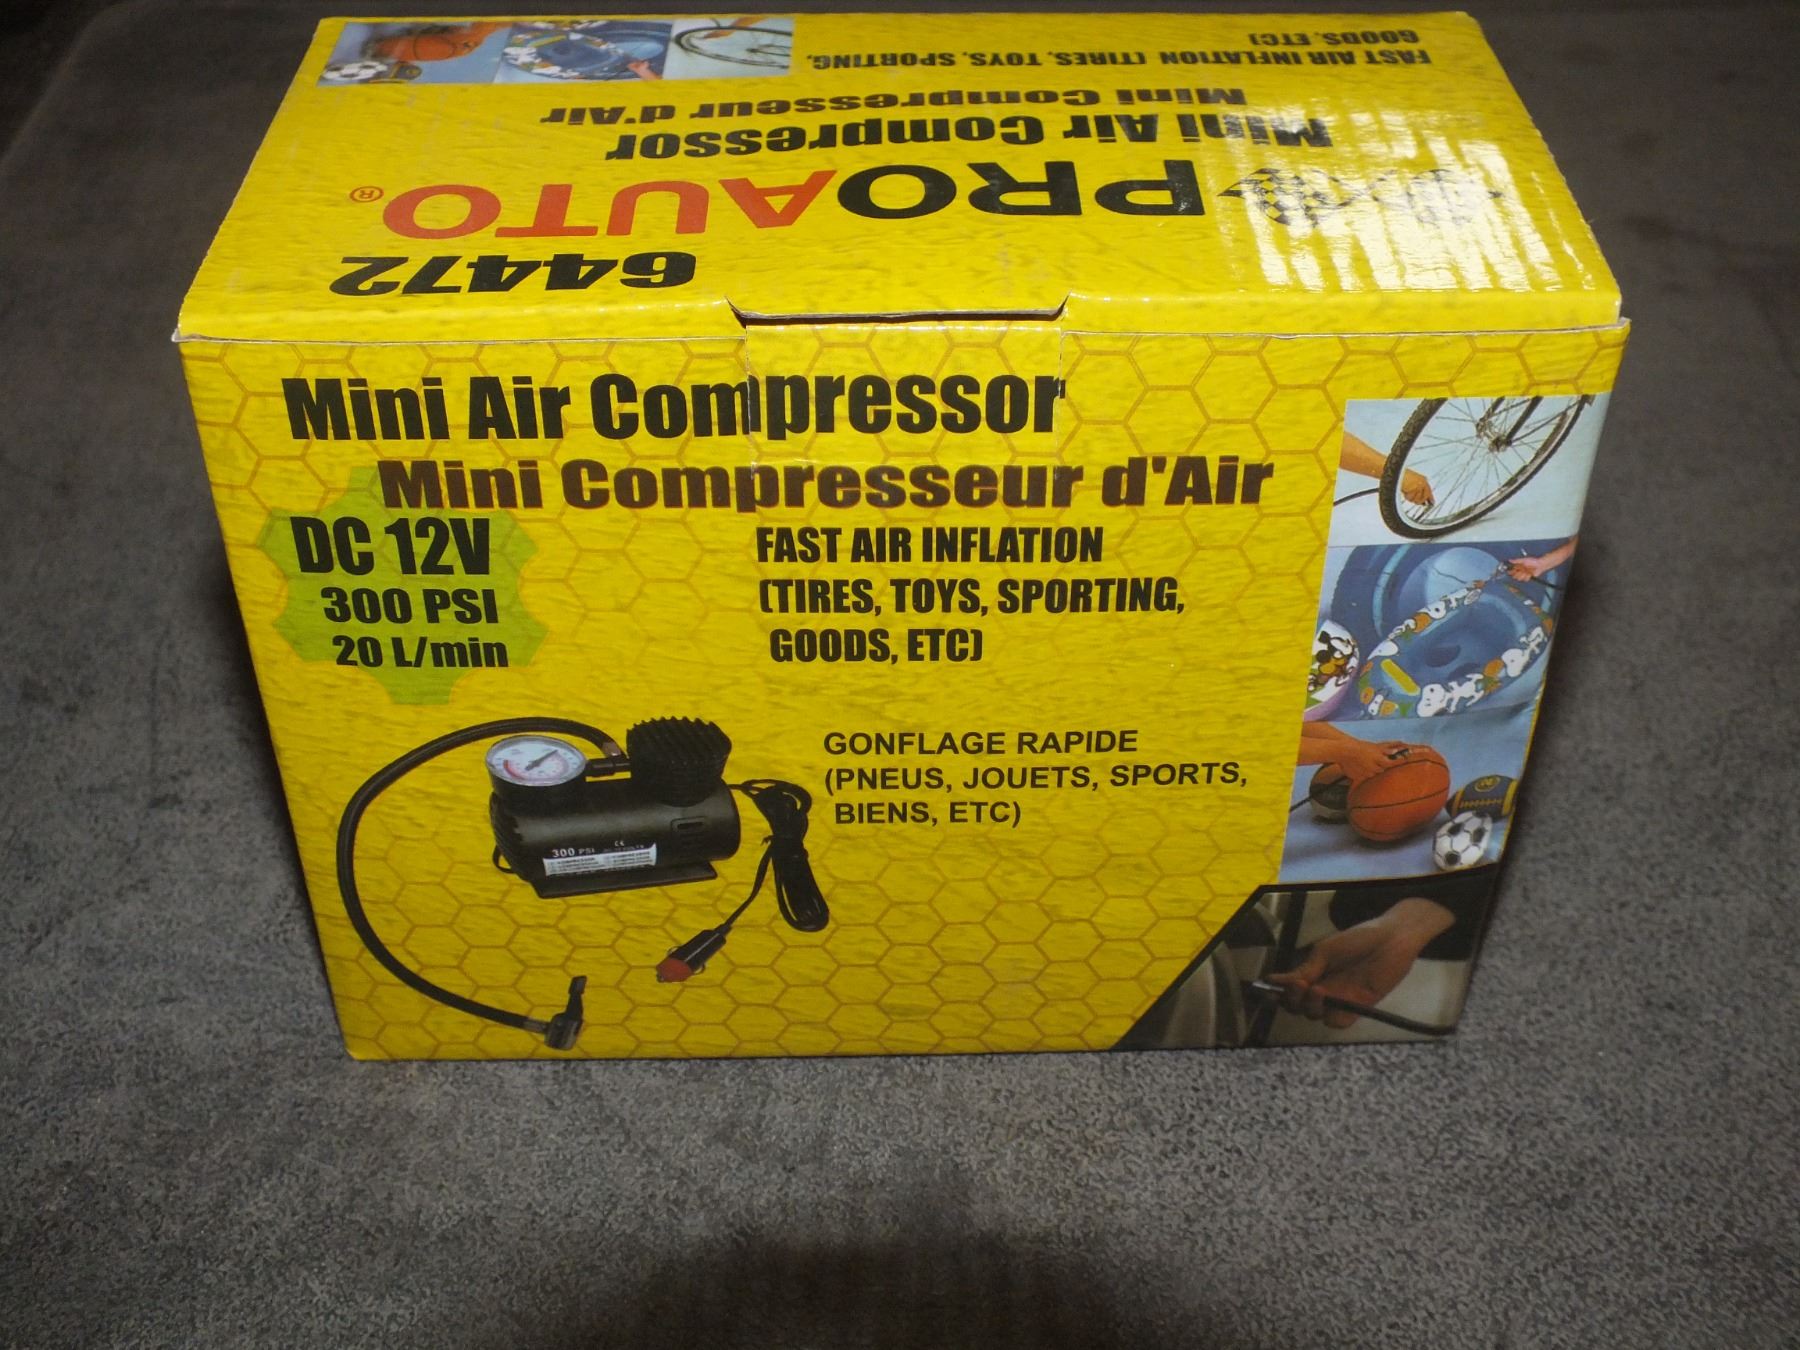 FAST AIR INFLATION (TIRES, TOYS, SPORTING,
GOODS, ETC)
Mini Compresseur d'Air
Mini Air Compressor
PROAUTO®
64472
Mini Air Compressor
Mini Compresseur d'Air
DC 12V
300 PSI
20 L/min
FAST AIR INFLATION
(TIRES, TOYS, SPORTING,
GOODS, ETC)
GONFLAGE RAPIDE
(PNEUS, JOUETS, SPORTS,
BIENS, ETC)
300 PSI